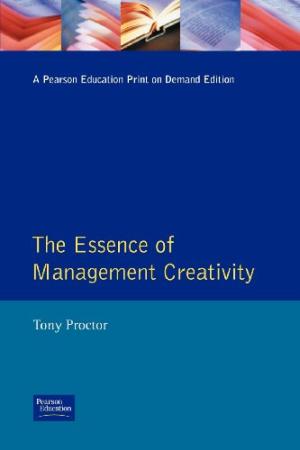 A Pearson Education Print on Demand Edition
The Essence of
Management Creativity
Tony Proctor
Pearson
Education